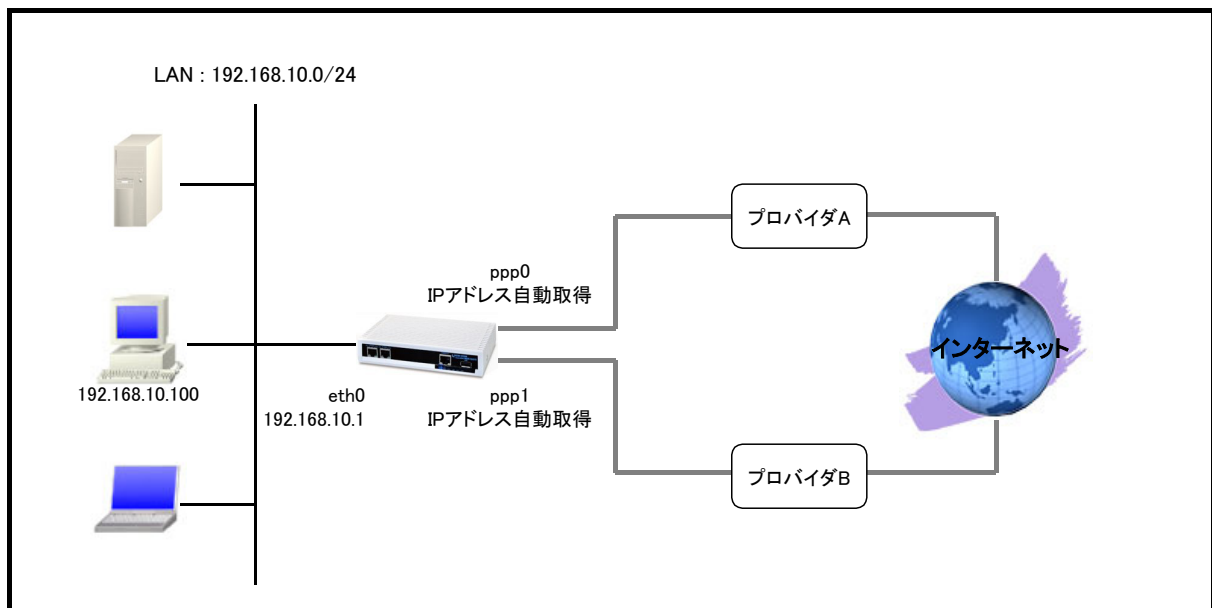 LAN : 192.168.10.0/24
プロバイダA
ppp0
IPアドレス自動取得
インターネット
192.168.10.100
eth0
192.168.10.1
ppp1
IPアドレス自動取得
プロバイダB